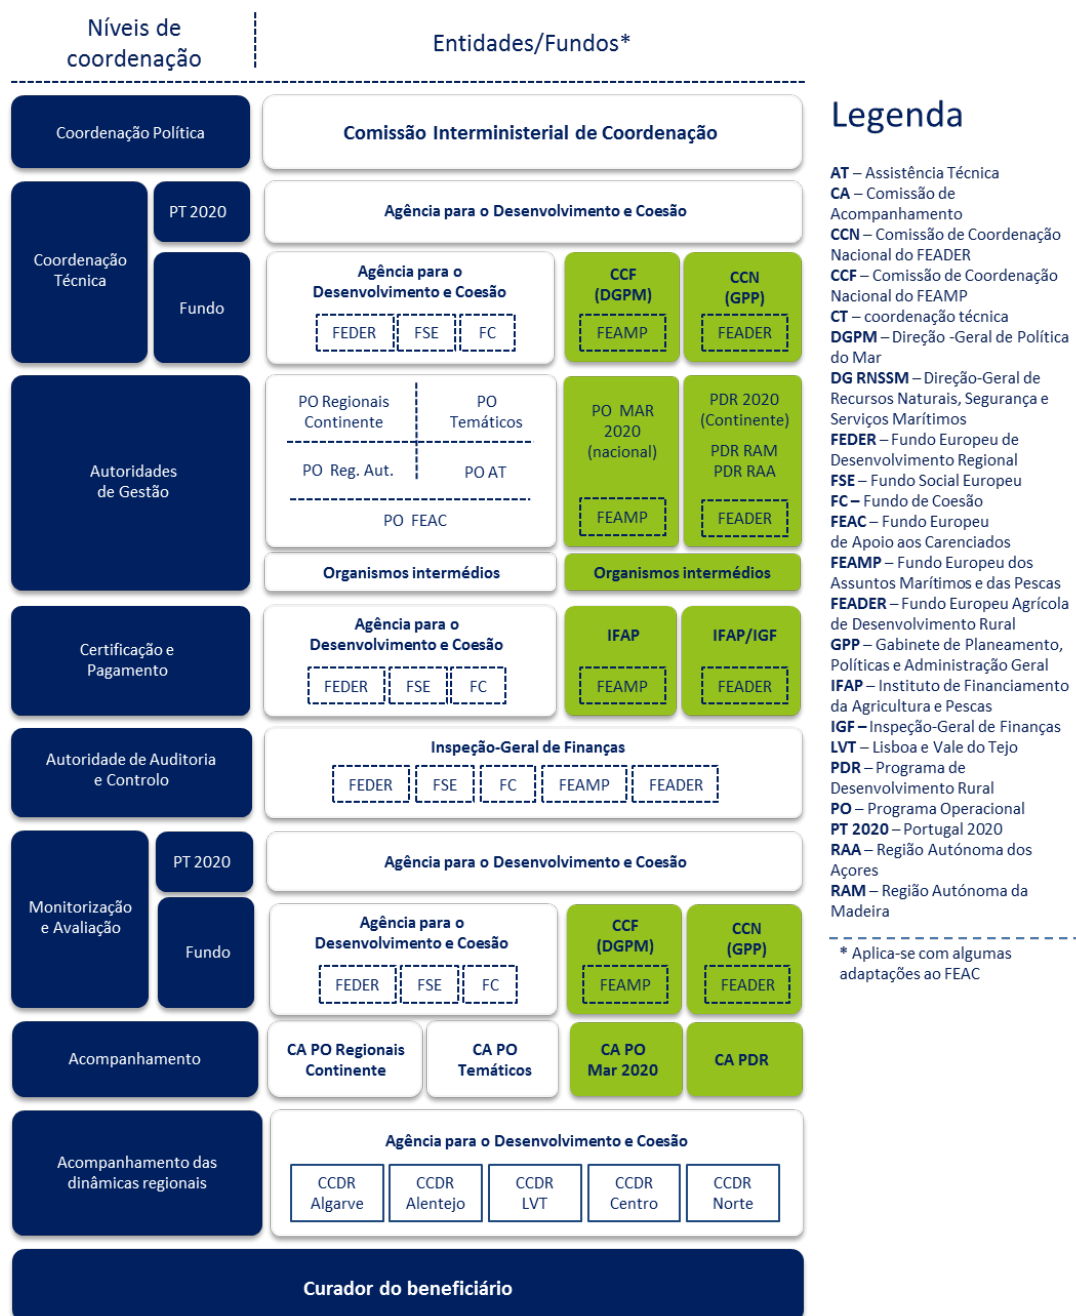 Níveis de
coordenação
Entidades/Fundos*
Coordenação Política
Comissão Interministerial de Coordenação
Coordenação
Técnica
PT 2020
Agência para o Desenvolvimento e Coesão
Fundo
Agência para o
Desenvolvimento e Coesão
FEDER
FSE
FC
CCF
(DGPM)
FEAMP
CCN
(GPP)
FEADER
Autoridades
de Gestão
PO Regionais
Continente
PO
Temáticos
PO Reg. Aut.
PO AT
PO FEAC
PO MAR
2020
(nacional)
FEAMP
PDR 2020
(Continente)
PDR RAM
PDR RAA
FEADER
Organismos intermédios
Organismos intermédios
Certificação e
Pagamento
Agência para o
Desenvolvimento e Coesão
FEDER
FSE
FC
IFAP
FEAMP
IFAP/IGF
FEADER
Autoridade de Auditoria
e Controlo
Inspeção-Geral de Finanças
FEDER
FSE
FC
FEAMP
FEADER
Monitorização
e Avaliação
PT 2020
Agência para o Desenvolvimento e Coesão
Fundo
Agência para o
Desenvolvimento e Coesão
FEDER
FSE
FC
CCF
(DGPM)
FEAMP
CCN
(GPP)
FEADER
Acompanhamento
CA PO Regionais
Continente
CA PO
Temáticos
CA PO
Mar 2020
CA PDR
Acompanhamento das
dinâmicas regionais
Agência para o Desenvolvimento e Coesão
CCDR
Algarve
CCDR
Alentejo
CCDR
LVT
CCDR
Centro
CCDR
Norte
Curador do beneficiário
Legenda
AT – Assistência Técnica
CA – Comissão de
Acompanhamento
CCN – Comissão de Coordenação
Nacional do FEADER
CCF – Comissão de Coordenação
Nacional do FEAMP
CT – coordenação técnica
DGPM – Direção -Geral de Política
do Mar
DG RNSSM – Direção-Geral de
Recursos Naturais, Segurança e
Serviços Marítimos
FEDER – Fundo Europeu de
Desenvolvimento Regional
FSE – Fundo Social Europeu
FC – Fundo de Coesão
FEAC – Fundo Europeu
de Apoio aos Carenciados
FEAMP – Fundo Europeu dos
Assuntos Marítimos e das Pescas
FEADER – Fundo Europeu Agrícola
de Desenvolvimento Rural
GPP – Gabinete de Planeamento,
Políticas e Administração Geral
IFAP – Instituto de Financiamento
da Agricultura e Pescas
IGF – Inspeção-Geral de Finanças
LVT – Lisboa e Vale do Tejo
PDR – Programa de
Desenvolvimento Rural
PO – Programa Operacional
PT 2020 – Portugal 2020
RAA – Região Autónoma dos
Açores
RAM – Região Autónoma da
Madeira
* Aplica-se com algumas
adaptações ao FEAC